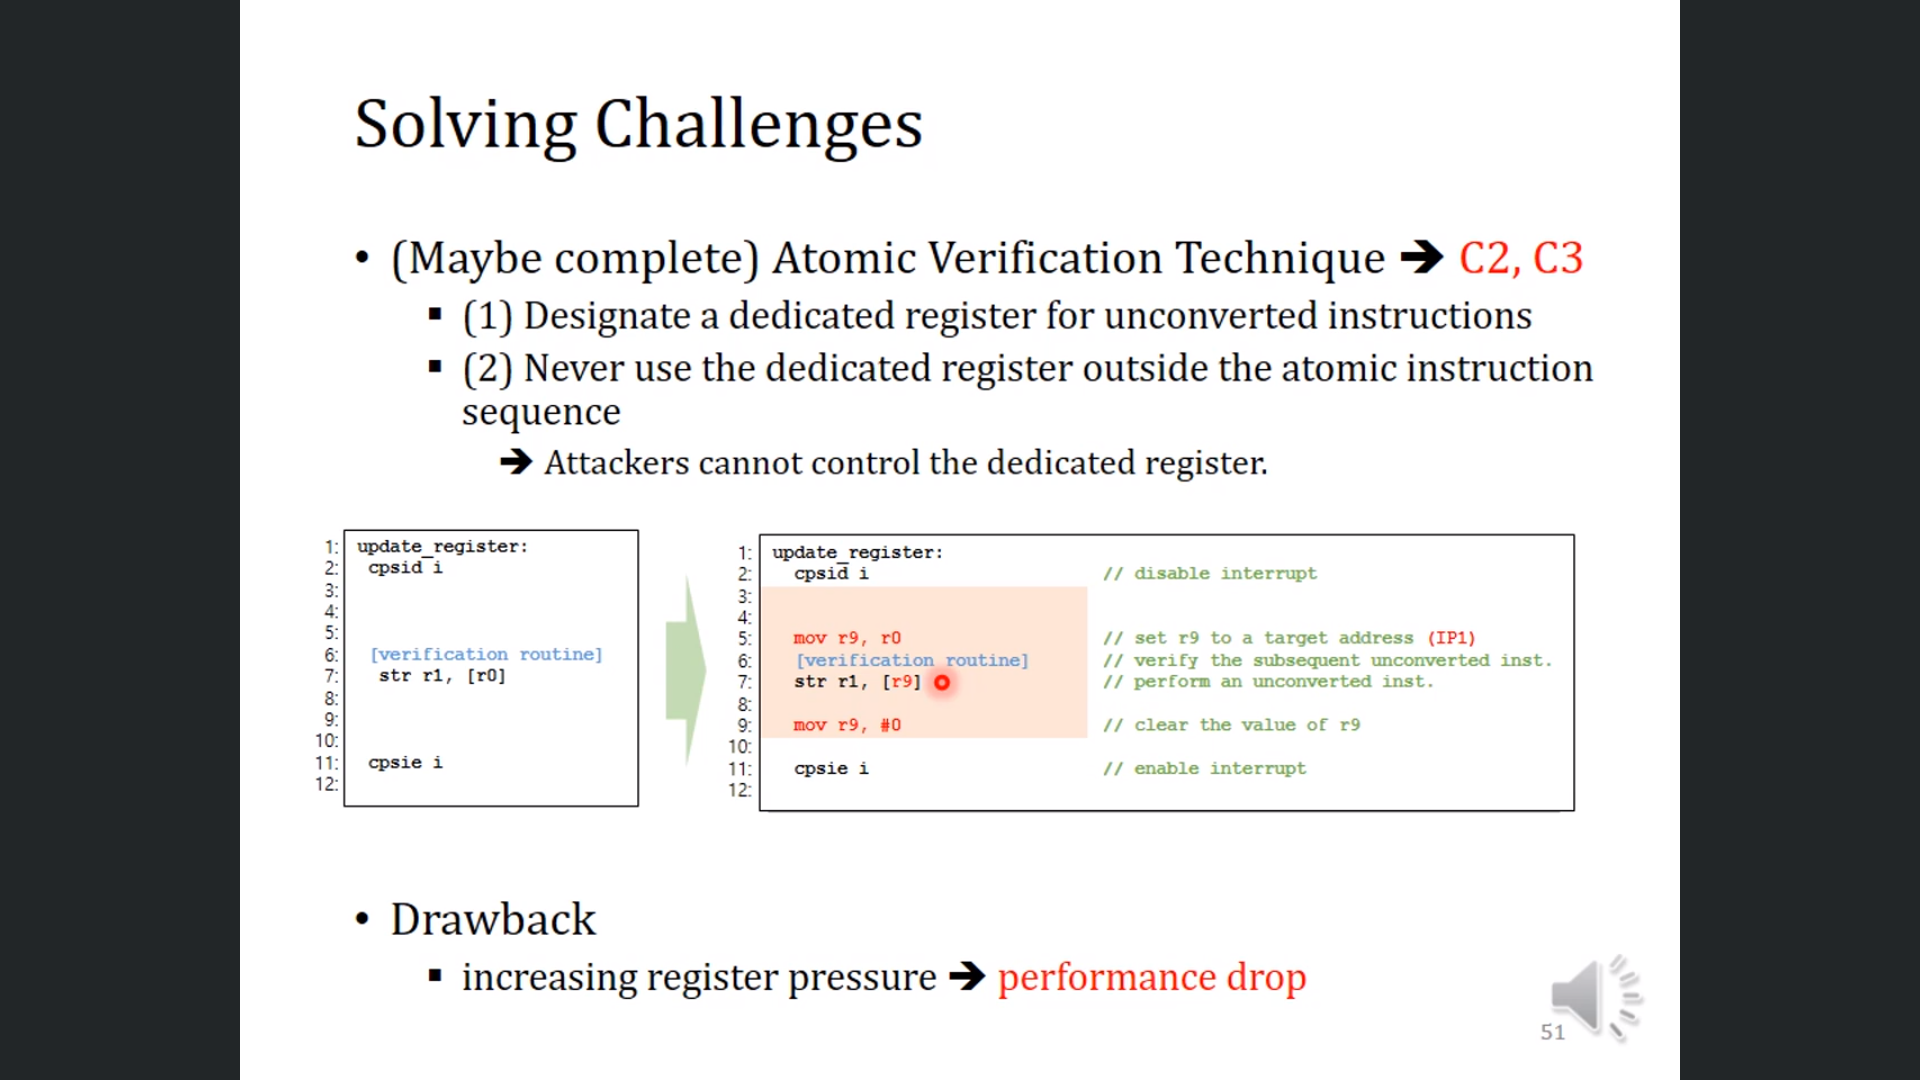 Solving Challenges
• (Maybe complete) Atomic Verification Technique ➔ C2, C3
▪ (1) Designate a dedicated register for unconverted instructions
▪ (2) Never use the dedicated register outside the atomic instruction
sequence
➔ Attackers cannot control the dedicated register.
1: update_register:
2: cpsid i
3:
4:
5:
6: [verification routine]
7: str r1, [r0]
8:
9:
10:
11: cpsie i
12:
1: update_register:
2: cpsid i // disable interrupt
3:
4:
5: mov r9, r0 // set r9 to a target address (IP1)
6: [verification routine] // verify the subsequent unconverted inst.
7: str r1, [r9] // perform an unconverted inst.
8:
9: mov r9, #0 // clear the value of r9
10:
11: cpsie i // enable interrupt
12:
• Drawback
▪ increasing register pressure ➔ performance drop
51